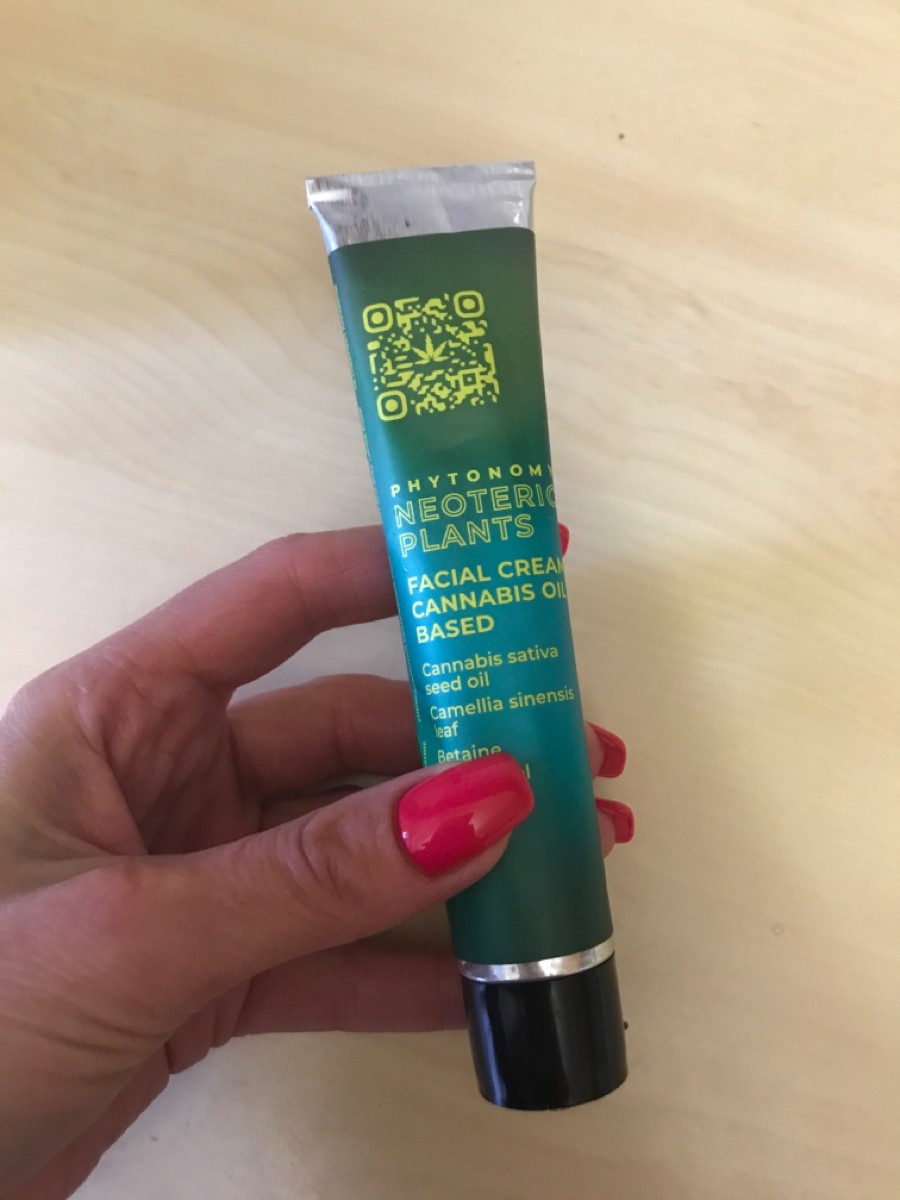 PHYTONOMY
NEOTERIC
PLANTS
FACIAL CREAM
CANNABIS OIL
BASED
Cannabis sativa
seed oil
Camellia sinensis
leaf
Betaine